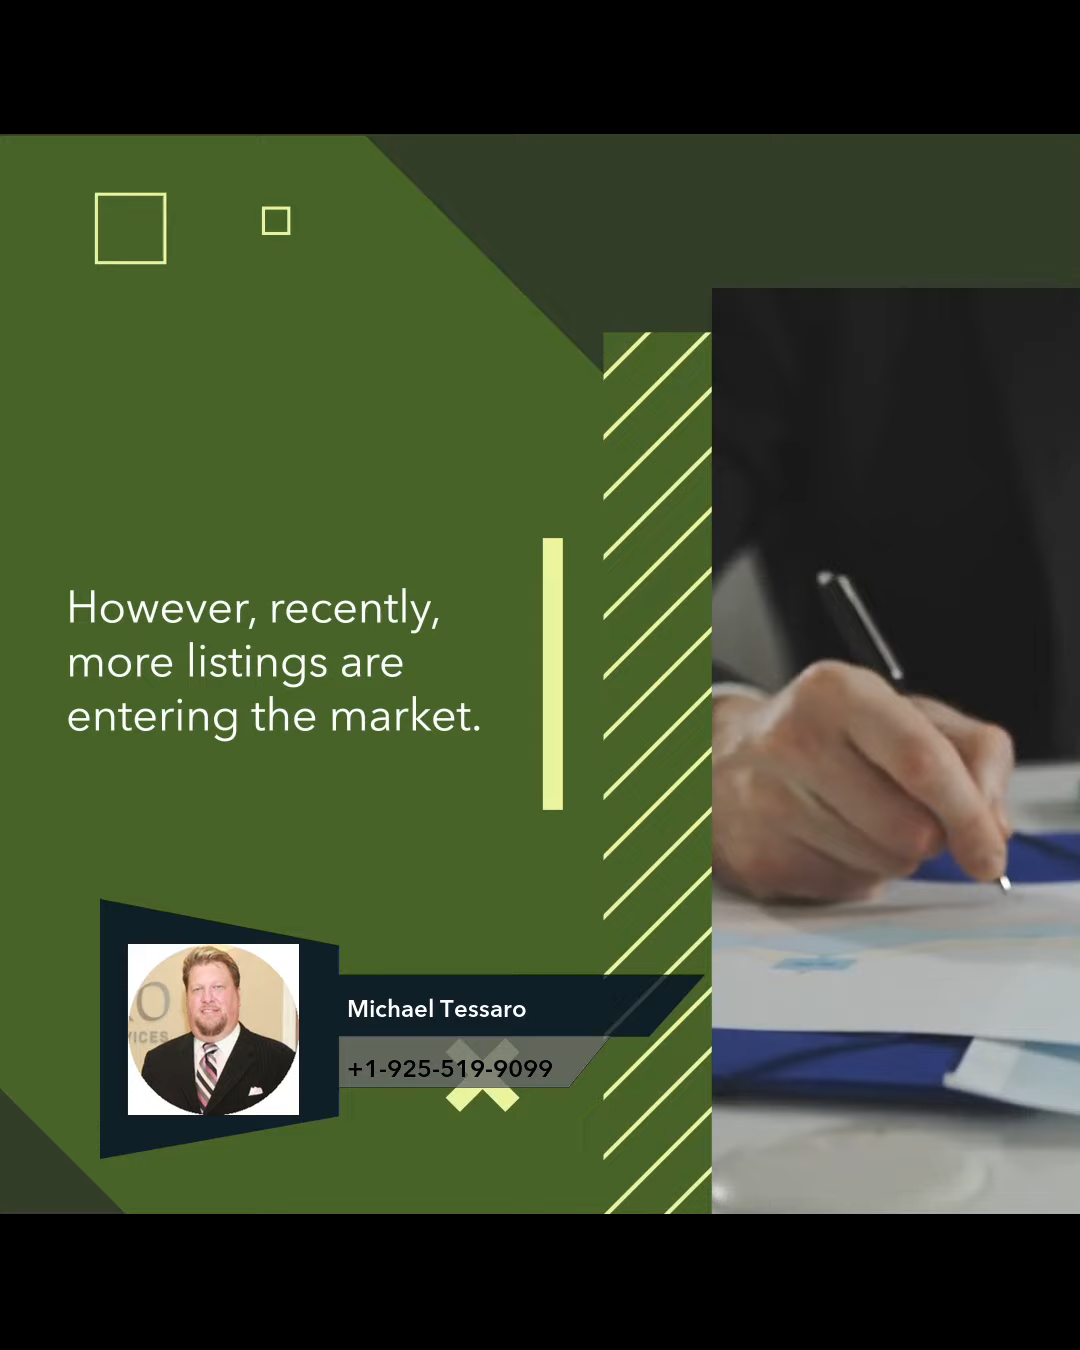 However, recently,
more listings are
entering the market.
Michael Tessaro
+1-925-519-9099